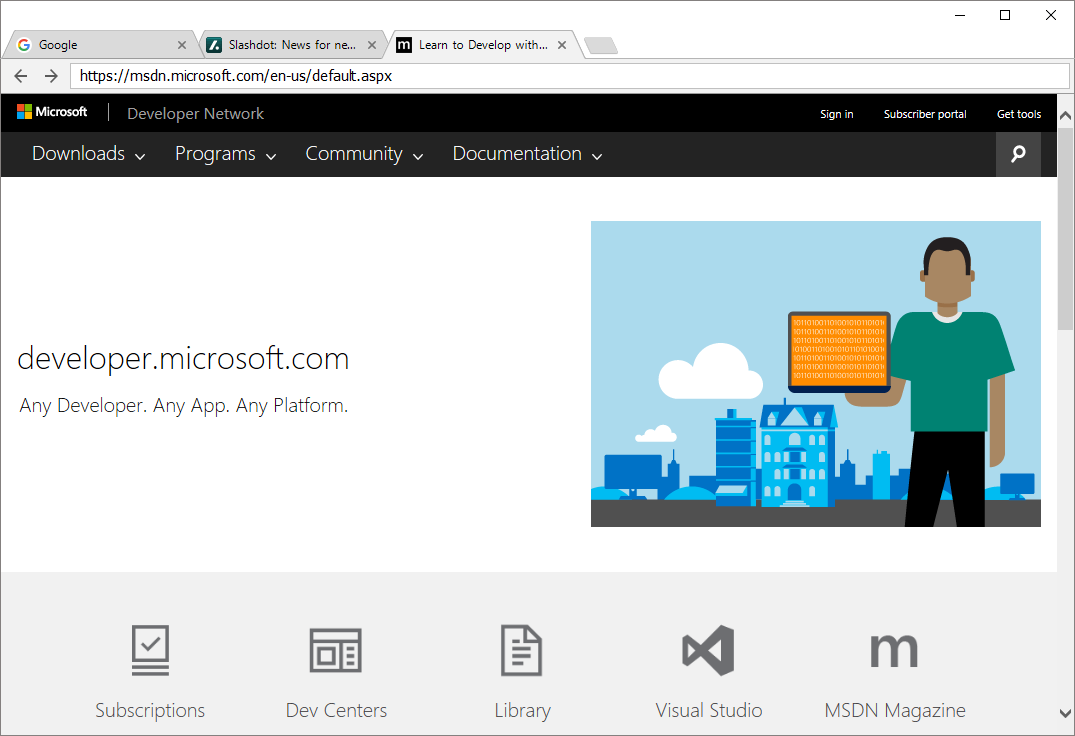 Google
Slashdot: News for ne...
Learn to Develop with...
https://msdn.microsoft.com/en-us/default.aspx
Microsoft
Developer Network
Sign in
Subscriber portal
Get tools
Downloads
Programs
Community
Documentation
developer.microsoft.com
Any Developer. Any App. Any Platform.
Subscriptions
Dev Centers
Library
Visual Studio
MSDN Magazine